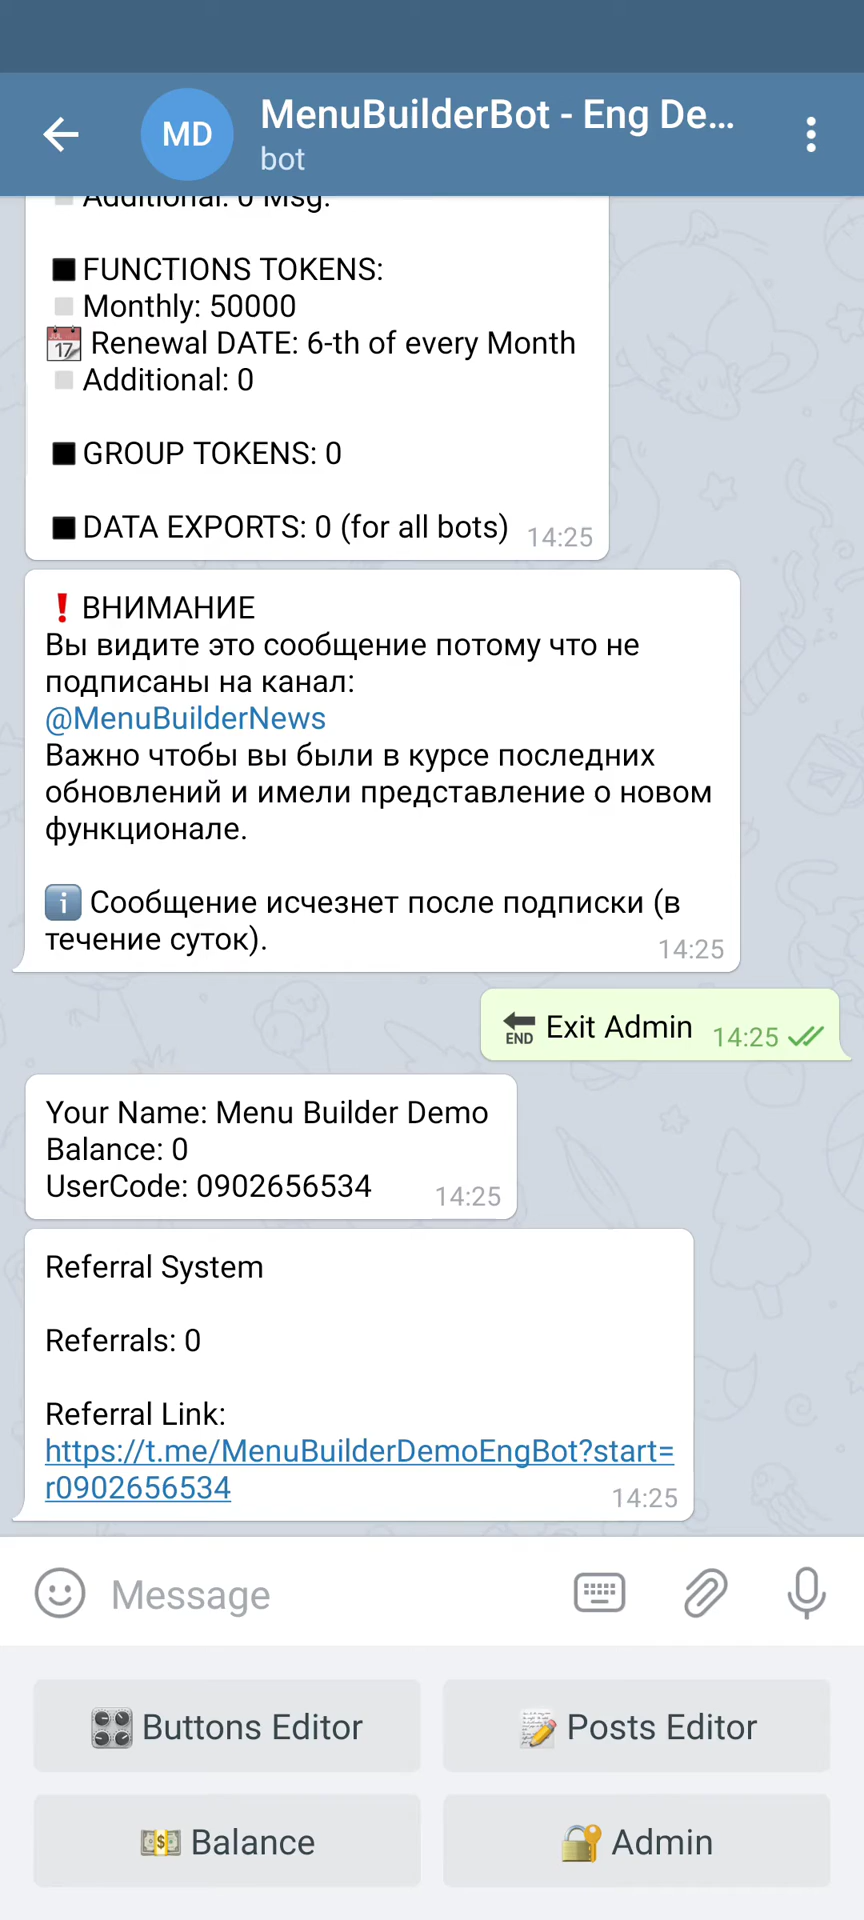 MD
MenuBuilderBot - Eng De...
bot
Additional: 0 Msg.
FUNCTIONS TOKENS:
Monthly: 50000
Renewal DATE: 6-th of every Month
Additional: 0
GROUP TOKENS: 0
DATA EXPORTS: 0 (for all bots) 14:25
❗ ВНИМАНИЕ
Вы видите это сообщение потому что не
подписаны на канал:
@MenuBuilderNews
Важно чтобы вы были в курсе последних
обновлений и имели представление о новом
функционале.
ℹ️ Сообщение исчезнет после подписки (в
течение суток). 14:25
🔚 Exit Admin 14:25
Your Name: Menu Builder Demo
Balance: 0
UserCode: 0902656534 14:25
Referral System
Referrals: 0
Referral Link:
https://t.me/MenuBuilderDemoEngBot?start=
r0902656534 14:25
Message
Buttons Editor
Posts Editor
Balance
Admin